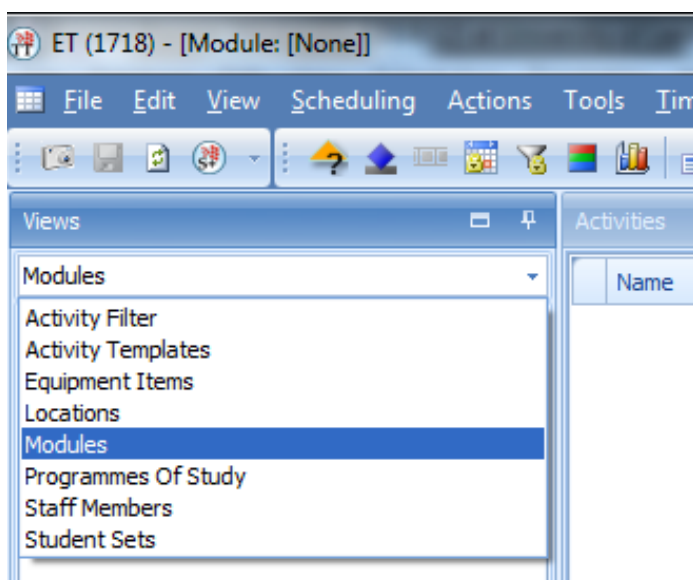 ET (1718) - [Module: [None]]
File Edit View Scheduling Actions Tools
Views
Activities
Modules
Name
Activity Filter
Activity Templates
Equipment Items
Locations
Modules
Programmes Of Study
Staff Members
Student Sets